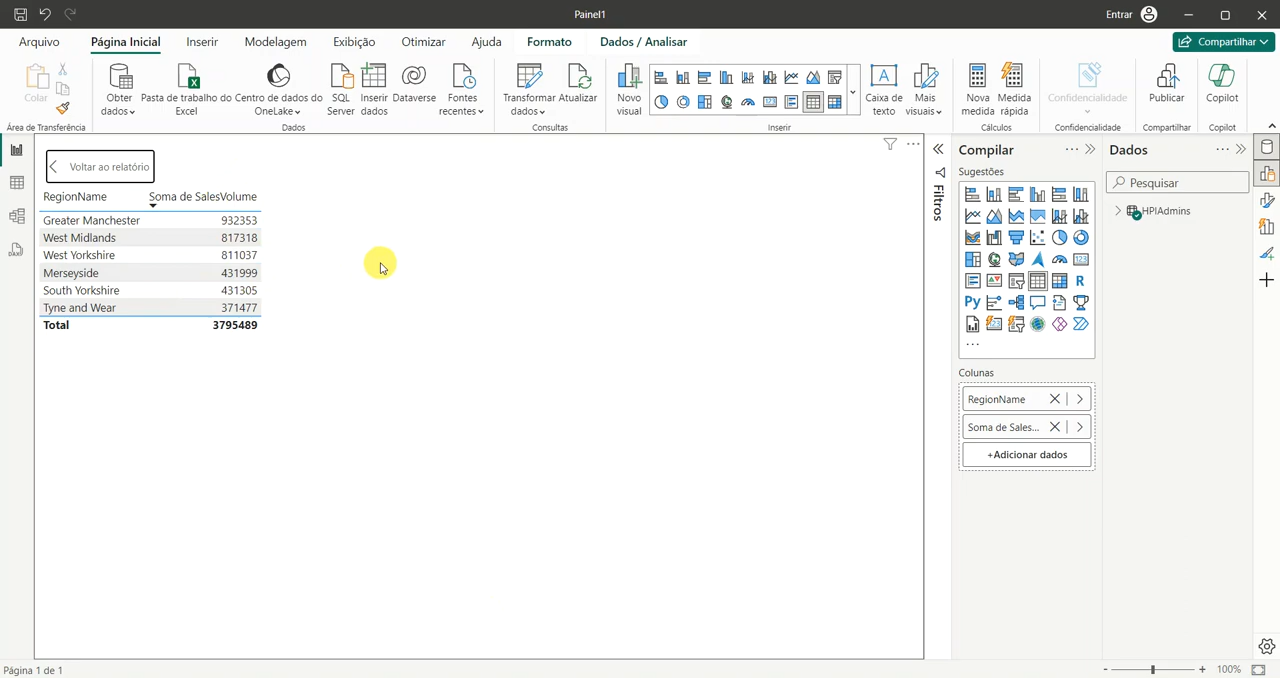 Painel1
Entrar
Arquivo
Página Inicial
Inserir
Modelagem
Exibição
Otimizar
Ajuda
Formato
Dados / Analisar
Compartilhar
Colar
Área de Transferência
Obter dados
Pasta de trabalho do Excel
Centro de dados do OneLake
SQL Server
Inserir dados
Dataverse
Fontes recentes
Dados
Transformar dados
Atualizar
Consultas
Novo visual
Caixa de texto
Mais visuais
Inserir
Nova medida
Medida rápida
Cálculos
Confidencialidade
Confidencialidade
Publicar
Compartilhar
Copilot
Copilot
Voltar ao relatório
RegionName Soma de SalesVolume
Greater Manchester 932353
West Midlands 817318
West Yorkshire 811037
Merseyside 431999
South Yorkshire 431305
Tyne and Wear 371477
Total 3795489
Filtros
Compilar
Sugestões
R
Py
Colunas
RegionName
Soma de Sales...
+Adicionar dados
Dados
Pesquisar
HPIAdmins
Página 1 de 1
100%